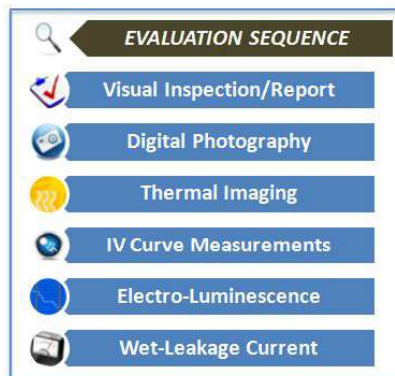 EVALUATION SEQUENCE
Visual Inspection/Report
Digital Photography
Thermal Imaging
IV Curve Measurements
Electro-Luminescence
Wet-Leakage Current